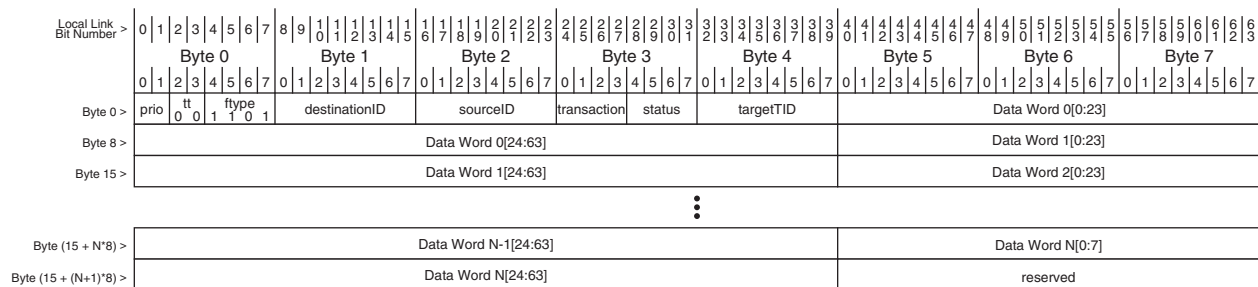 Local Link
Bit Number > 0 1 2 3 4 5 6 7 8 9 10 11 12 13 14 15 16 17 18 19 20 21 22 23 24 25 26 27 28 29 30 31 32 33 34 35 36 37 38 39 40 41 42 43 44 45 46 47 48 49 50 51 52 53 54 55 56 57 58 59 60 61 62 63
Byte 0 Byte 1 Byte 2 Byte 3 Byte 4 Byte 5 Byte 6 Byte 7
0 1 2 3 4 5 6 7 0 1 2 3 4 5 6 7 0 1 2 3 4 5 6 7 0 1 2 3 4 5 6 7 0 1 2 3 4 5 6 7 0 1 2 3 4 5 6 7 0 1 2 3 4 5 6 7 0 1 2 3 4 5 6 7
Byte 0 > prio tt 0 0 ftype 1 1 0 1 destinationID sourceID transaction status targetTID Data Word 0[0:23]
Byte 8 > Data Word 0[24:63] Data Word 1[0:23]
Byte 15 > Data Word 1[24:63] Data Word 2[0:23]
Byte (15 + N*8) > Data Word N-1[24:63] Data Word N[0:7]
Byte (15 + (N+1)*8) > Data Word N[24:63] reserved